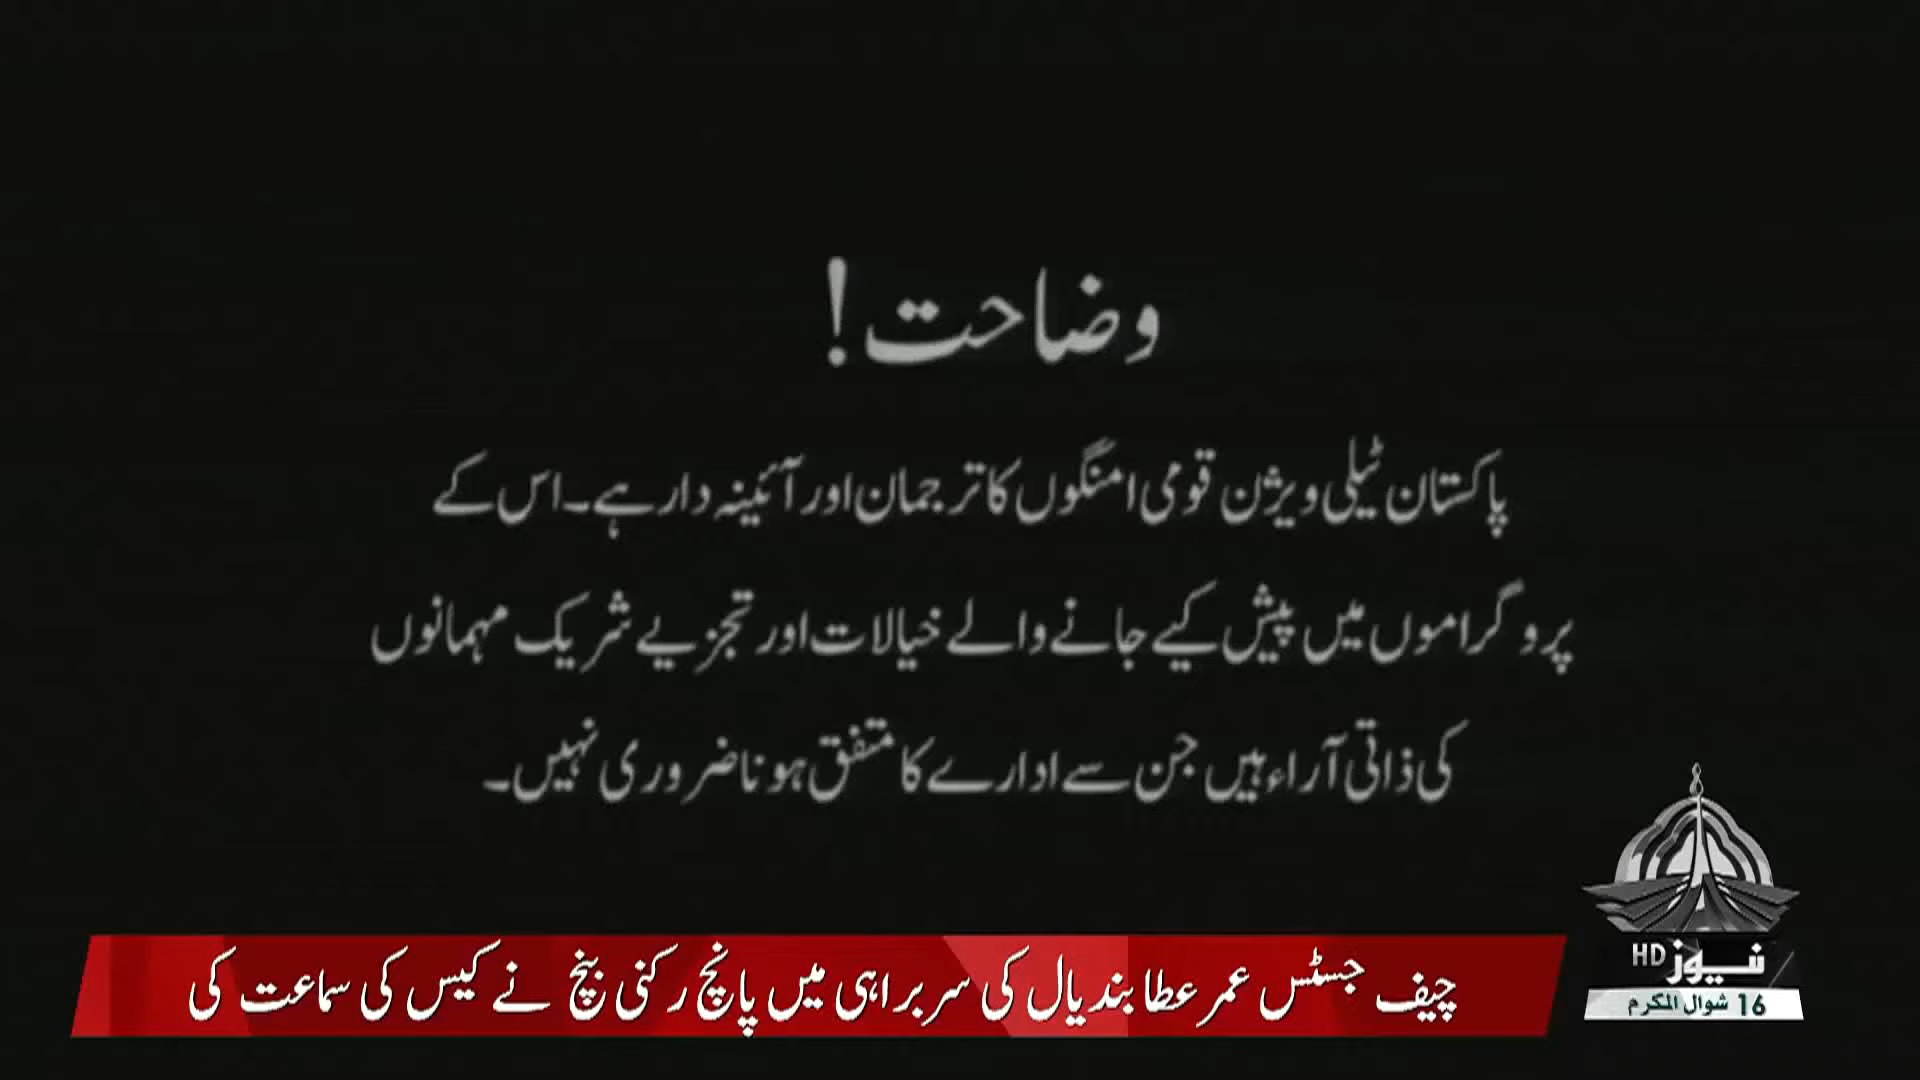 وضاحت!
پاکستان ٹیلی ویژن قومی امنگوں کا ترجمان اور آئینہ دار ہے۔ اس کے
پروگراموں میں پیش کیے جانے والے خیالات اور تجزیے شریک مہمانوں
کی ذاتی آراء ہیں جن سے ادارے کا متفق ہونا ضروری نہیں۔
نیوز HD
16 شوال المکرم
چیف جسٹس عمر عطا بندیال کی سربراہی میں پانچ رکنی بنچ نے کیس کی سماعت کی